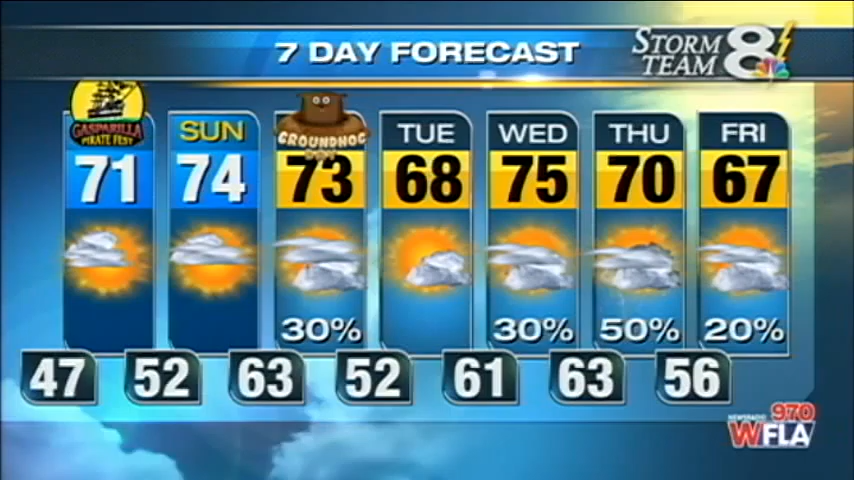 7 DAY FORECAST
STORM
TEAM 8
GASPARILLA
PIRATE FEST
SUN
GROUNDHOG
DAY
TUE
WED
THU
FRI
71
74
73
68
75
70
67
30%
30%
50%
20%
47
52
63
52
61
63
56
NEWSRADIO 970
WFLA